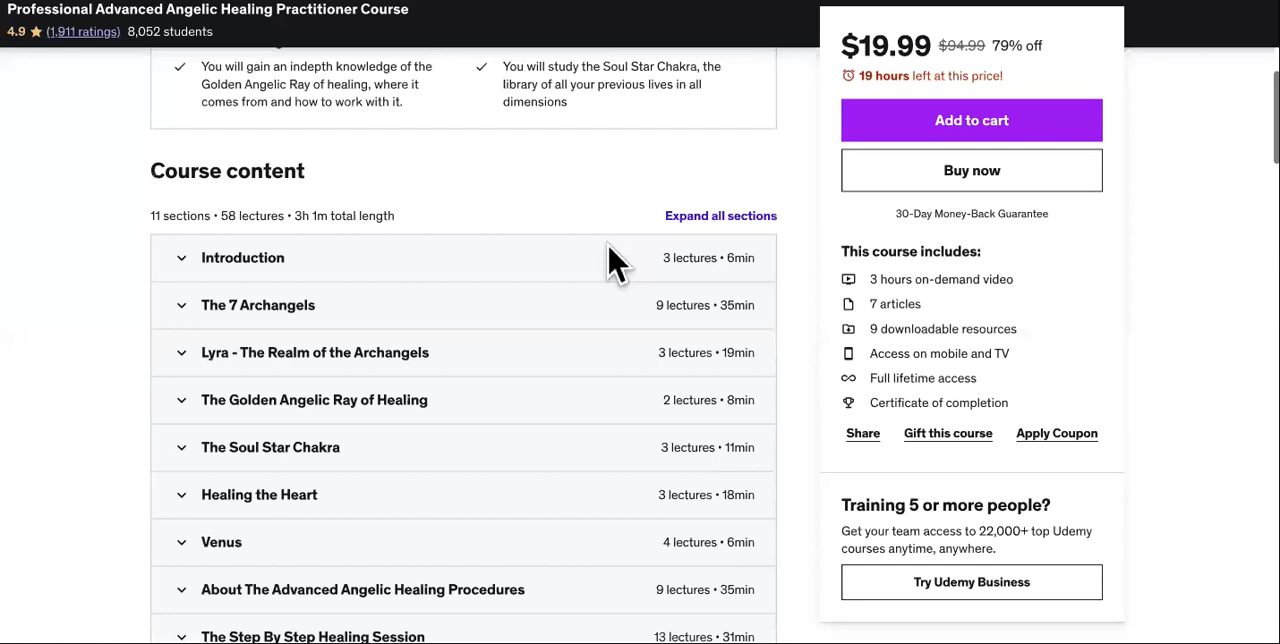 Professional Advanced Angelic Healing Practitioner Course
4.9 (1,911 ratings) 8,052 students
You will gain an indepth knowledge of the
Golden Angelic Ray of healing, where it
comes from and how to work with it.
You will study the Soul Star Chakra, the
library of all your previous lives in all
dimensions
Course content
11 sections • 58 lectures • 3h 1m total length
Expand all sections
Introduction 3 lectures • 6min
The 7 Archangels 9 lectures • 35min
Lyra - The Realm of the Archangels 3 lectures • 19min
The Golden Angelic Ray of Healing 2 lectures • 8min
The Soul Star Chakra 3 lectures • 11min
Healing the Heart 3 lectures • 18min
Venus 4 lectures • 6min
About The Advanced Angelic Healing Procedures 9 lectures • 35min
The Step By Step Healing Session 13 lectures • 31min
$19.99 $94.99 79% off
19 hours left at this price!
Add to cart
Buy now
30-Day Money-Back Guarantee
This course includes:
3 hours on-demand video
7 articles
9 downloadable resources
Access on mobile and TV
Full lifetime access
Certificate of completion
Share Gift this course Apply Coupon
Training 5 or more people?
Get your team access to 22,000+ top Udemy
courses anytime, anywhere.
Try Udemy Business